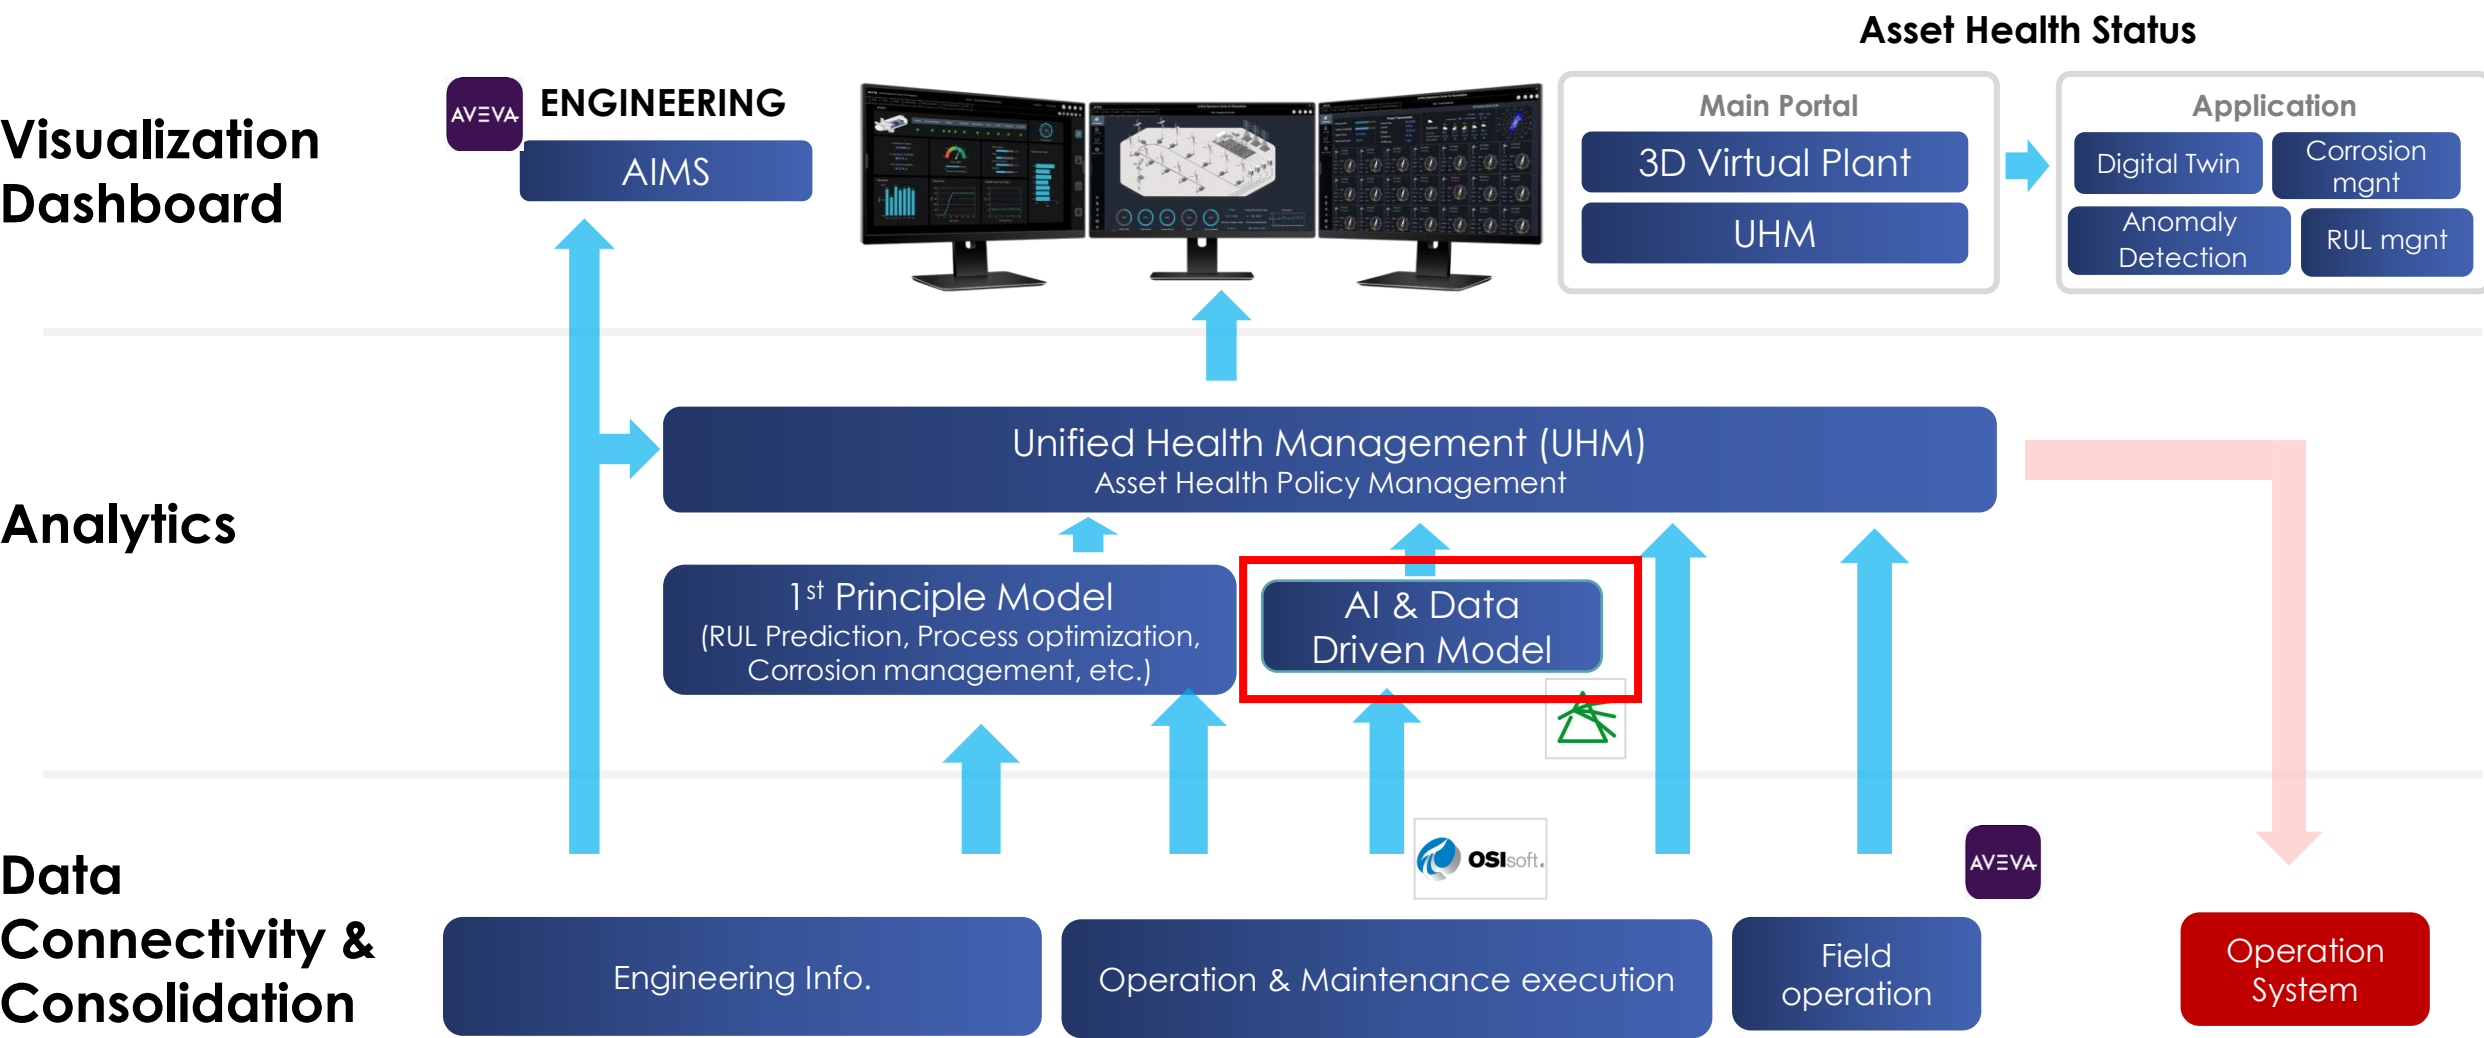 Asset Health Status
Visualization
Dashboard
AVEVA
ENGINEERING
AIMS
Main Portal
3D Virtual Plant
UHM
Application
Digital Twin
Corrosion
mgnt
Anomaly
Detection
RUL mgnt
Analytics
Unified Health Management (UHM)
Asset Health Policy Management
1st Principle Model
(RUL Prediction, Process optimization,
Corrosion management, etc.)
AI & Data
Driven Model
Data
Connectivity &
Consolidation
OSIsoft.
AVEVA
Engineering Info.
Operation & Maintenance execution
Field
operation
Operation
System